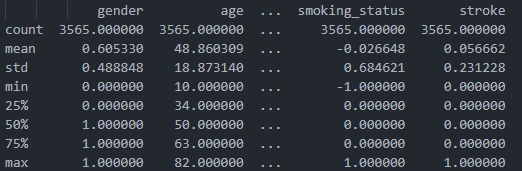 gender age ... smoking_status stroke
count 3565.000000 3565.000000 ... 3565.000000 3565.000000
mean 0.605330 48.860309 ... -0.026648 0.056662
std 0.488848 18.873140 ... 0.684621 0.231228
min 0.000000 10.000000 ... -1.000000 0.000000
25% 0.000000 34.000000 ... 0.000000 0.000000
50% 1.000000 50.000000 ... 0.000000 0.000000
75% 1.000000 63.000000 ... 0.000000 0.000000
max 1.000000 82.000000 ... 1.000000 1.000000